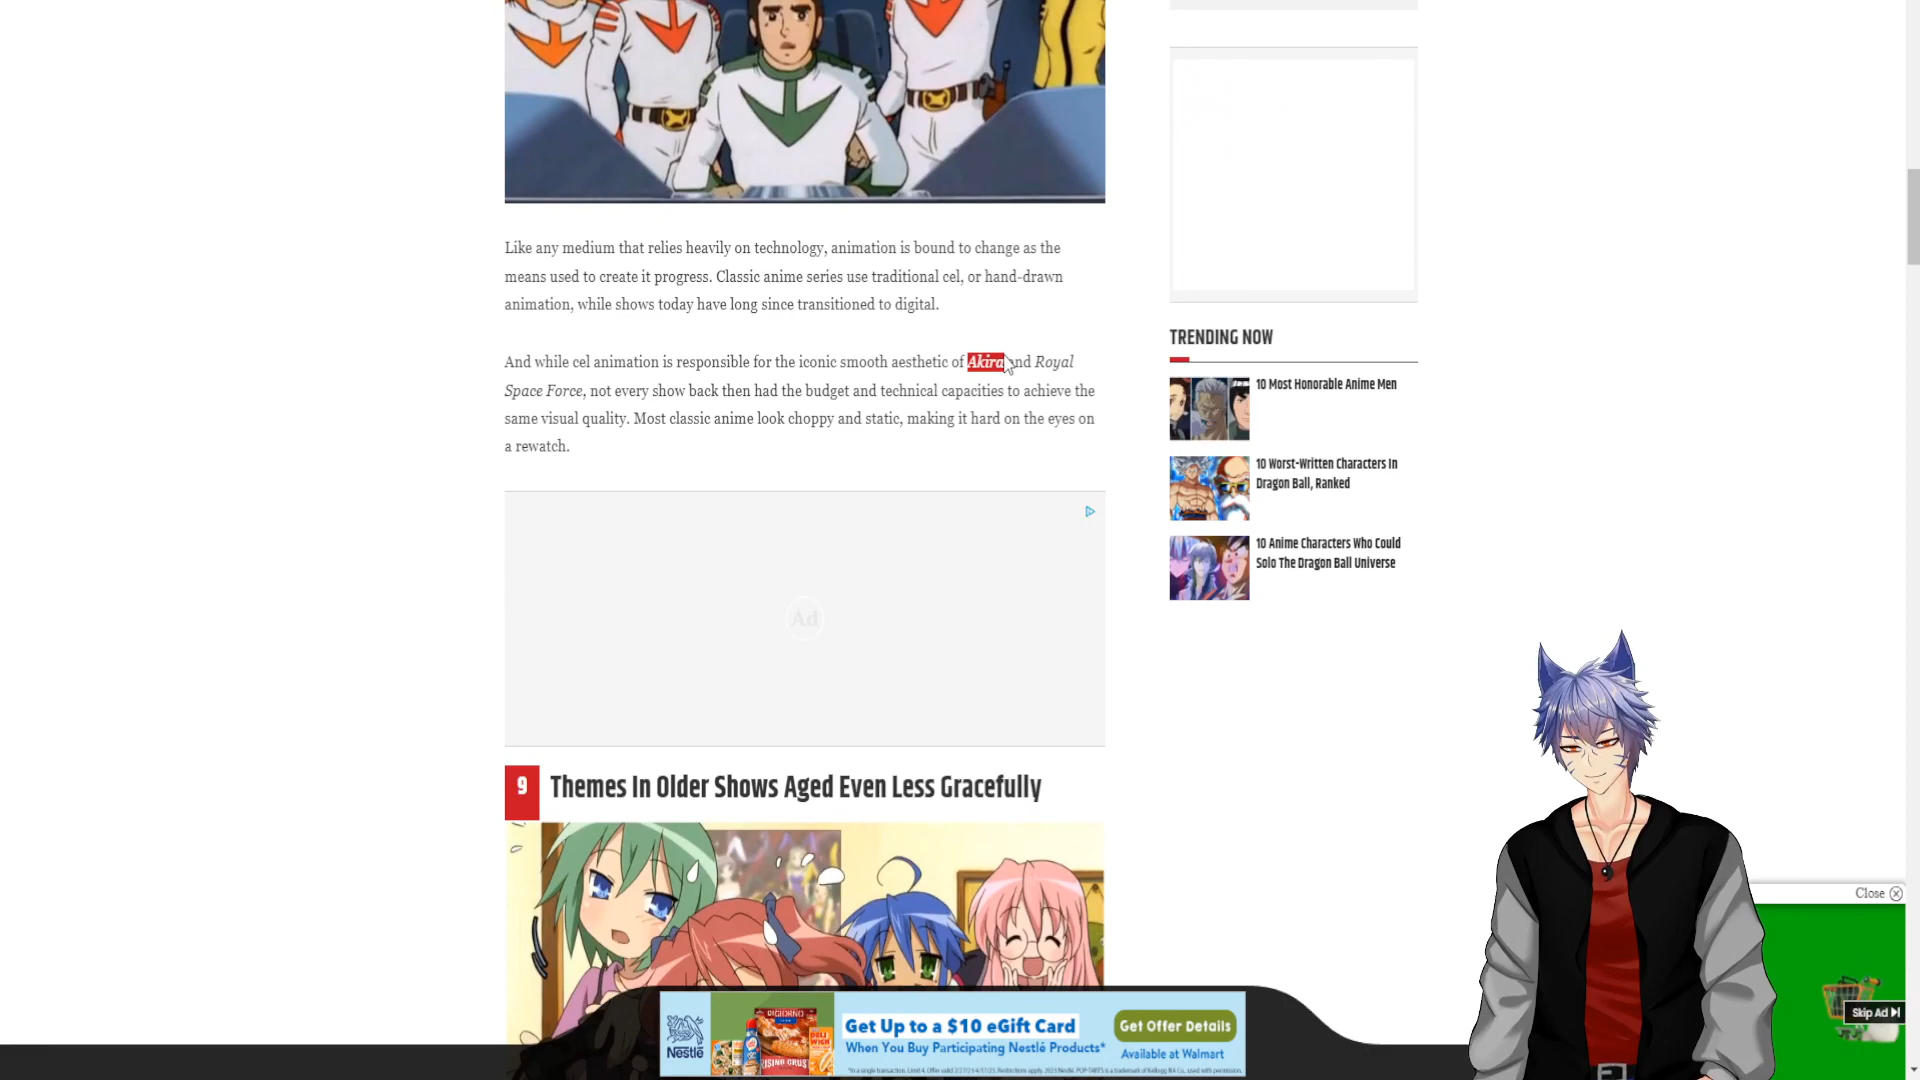 Like any medium that relies heavily on technology, animation is bound to change as the
means used to create it progress. Classic anime series use traditional cel, or hand-drawn
animation, while shows today have long since transitioned to digital.
And while cel animation is responsible for the iconic smooth aesthetic of Akira and Royal
Space Force, not every show back then had the budget and technical capacities to achieve the
same visual quality. Most classic anime look choppy and static, making it hard on the eyes on
a rewatch.
Ad
9 Themes In Older Shows Aged Even Less Gracefully
TRENDING NOW
10 Most Honorable Anime Men
10 Worst-Written Characters In
Dragon Ball, Ranked
10 Anime Characters Who Could
Solo The Dragon Ball Universe
Close
Skip Ad
Nestlé
DIGIORNO
RISING CRUST
Get Up to a $10 eGift Card
When You Buy Participating Nestlé Products*
Get Offer Details
Available at Walmart